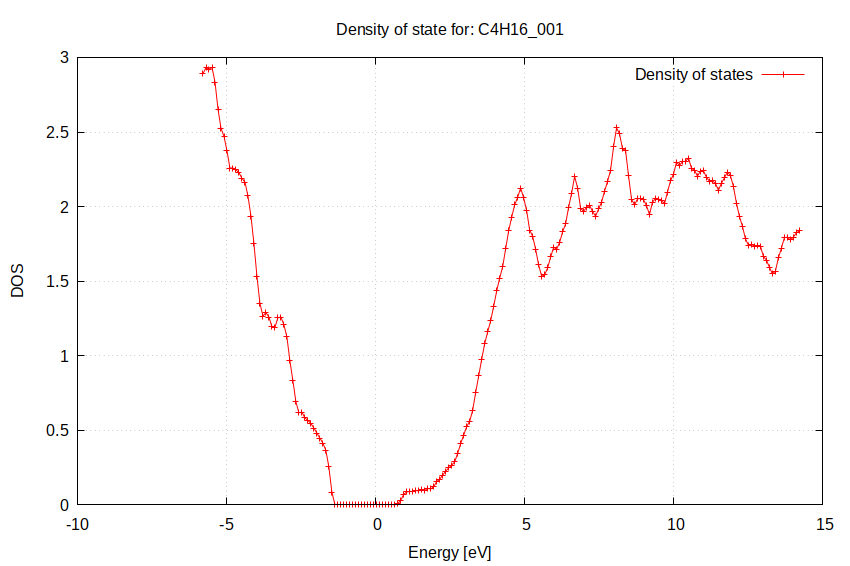 Density of state for: C4H16_001
Density of states
3
2.5
2
1.5
1
0.5
0
DOS
-10 -5 0 5 10 15
Energy [eV]